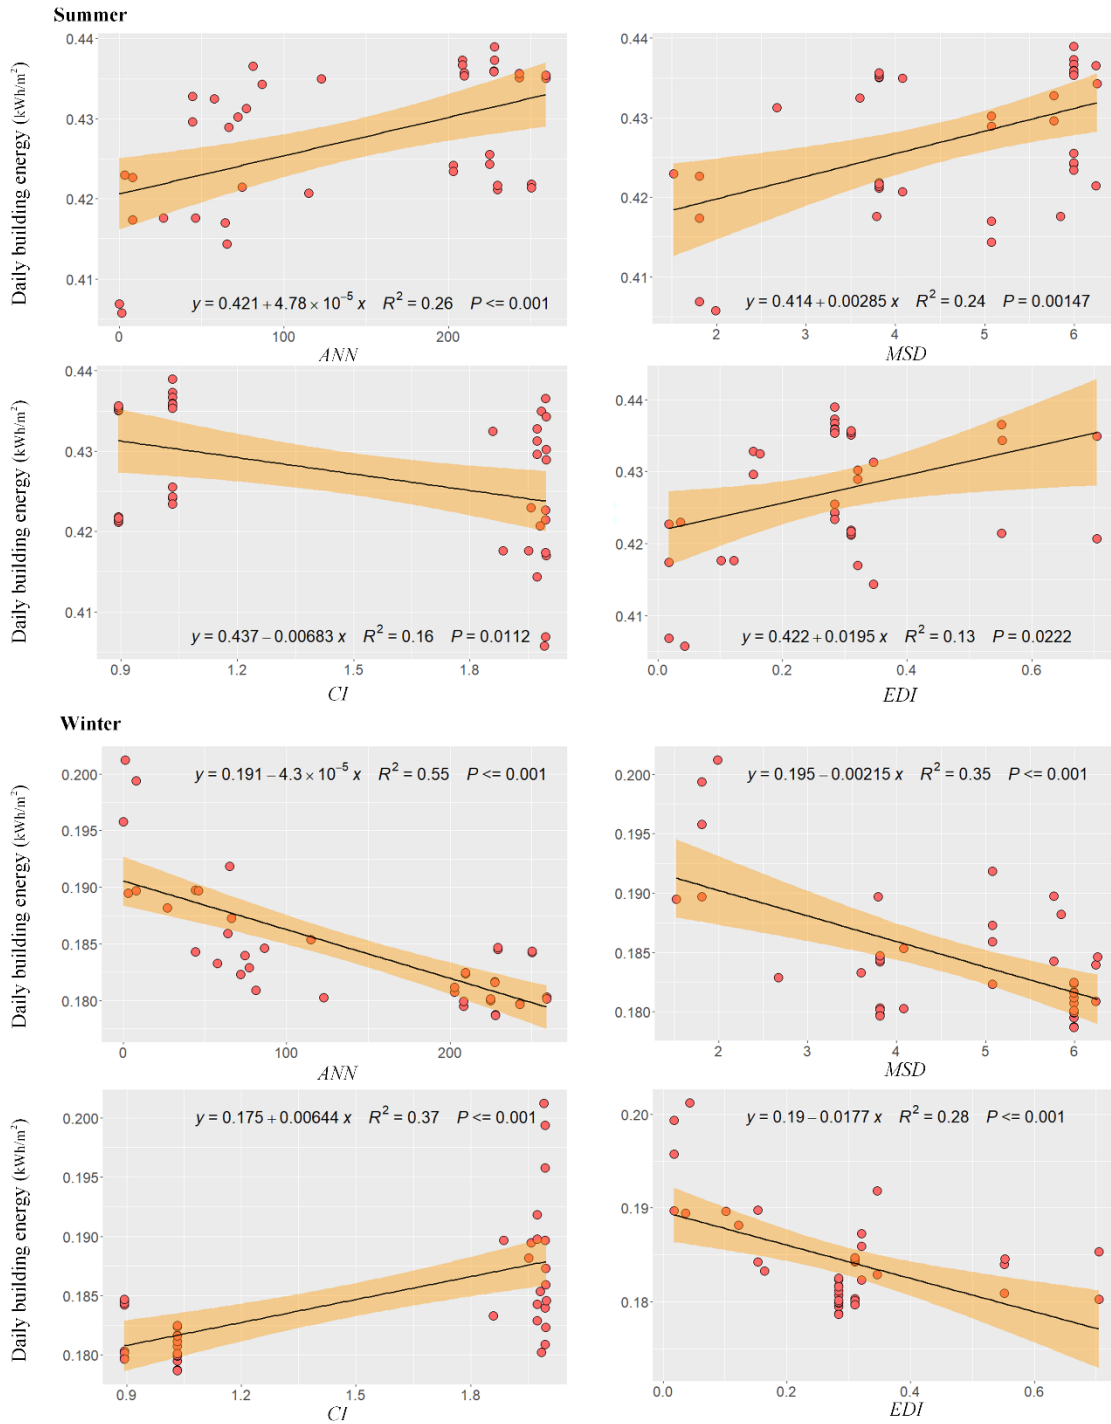 Summer
Daily building energy (kWh/m²)
0.44
0.43
0.42
0.41
y = 0.421 + 4.78 × 10⁻⁵ x R² = 0.26 P <= 0.001
0 100 200
ANN
0.44
0.43
0.42
0.41
y = 0.414 + 0.00285 x R² = 0.24 P = 0.00147
2 3 4 5 6
MSD
Daily building energy (kWh/m²)
0.44
0.43
0.42
0.41
y = 0.437 − 0.00683 x R² = 0.16 P = 0.0112
0.9 1.2 1.5 1.8
CI
0.44
0.43
0.42
0.41
y = 0.422 + 0.0195 x R² = 0.13 P = 0.0222
0.0 0.2 0.4 0.6
EDI
Winter
Daily building energy (kWh/m²)
0.200
0.195
0.190
0.185
0.180
y = 0.191 − 4.3 × 10⁻⁵ x R² = 0.55 P <= 0.001
0 100 200
ANN
0.200
0.195
0.190
0.185
0.180
y = 0.195 − 0.00215 x R² = 0.35 P <= 0.001
2 3 4 5 6
MSD
Daily building energy (kWh/m²)
0.200
0.195
0.190
0.185
0.180
y = 0.175 + 0.00644 x R² = 0.37 P <= 0.001
0.9 1.2 1.5 1.8
CI
0.20
0.19
0.18
y = 0.19 − 0.0177 x R² = 0.28 P <= 0.001
0.0 0.2 0.4 0.6
EDI